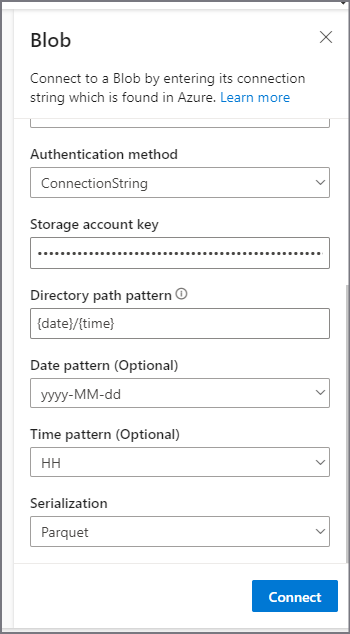 Blob
Connect to a Blob by entering its connection
string which is found in Azure. Learn more
Authentication method
ConnectionString
Storage account key
Directory path pattern
{date}/{time}
Date pattern (Optional)
yyyy-MM-dd
Time pattern (Optional)
HH
Serialization
Parquet
Connect